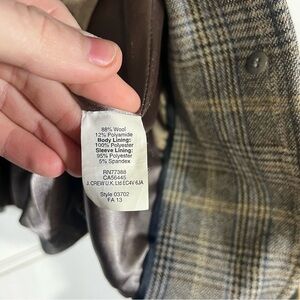 88% Wool
12% Polyamide
Body Lining:
100% Polyester
Sleeve Lining:
95% Polyester
5% Spandex
RN77388
CA56445
J.CREW U.K. Ltd EC4V 6JA
Style 03702
FA 13